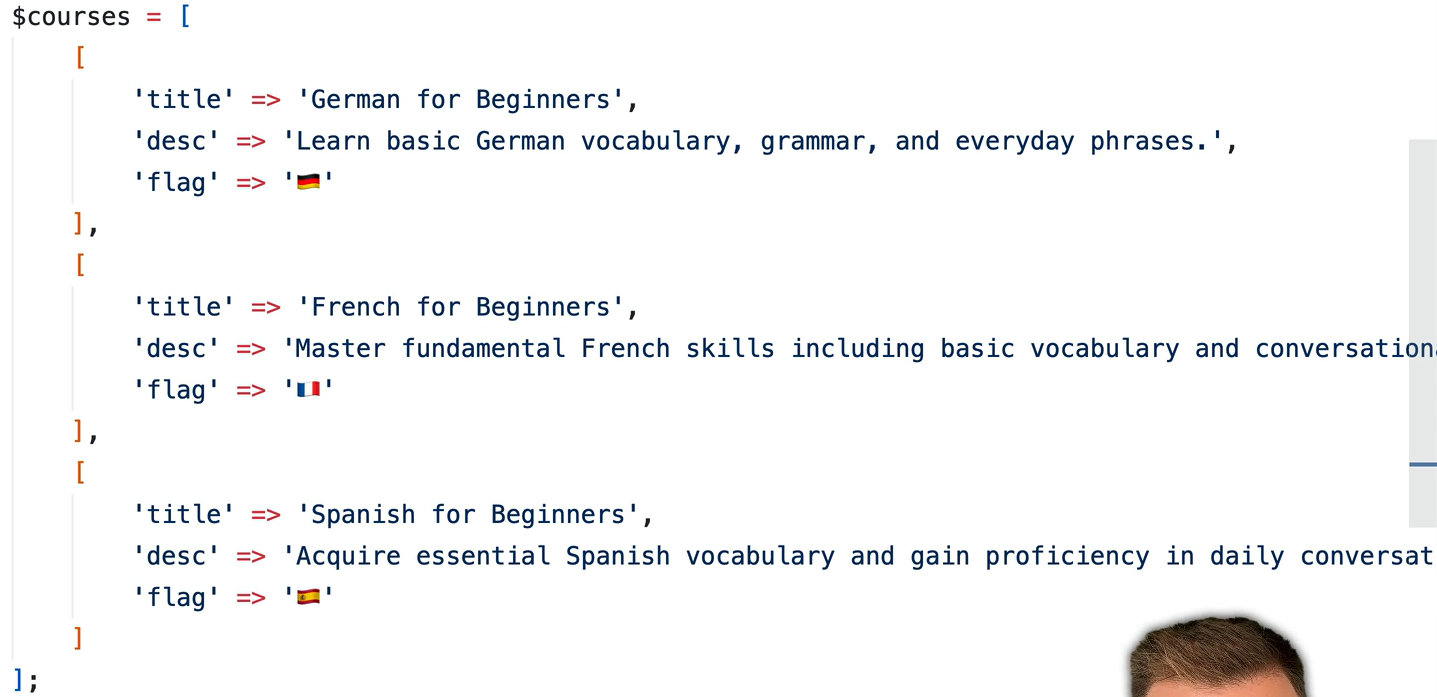 $courses = [
[
'title' => 'German for Beginners',
'desc' => 'Learn basic German vocabulary, grammar, and everyday phrases.',
'flag' => '🇩🇪'
],
[
'title' => 'French for Beginners',
'desc' => 'Master fundamental French skills including basic vocabulary and
'flag' => '🇫🇷'
],
[
'title' => 'Spanish for Beginners',
'desc' => 'Acquire essential Spanish vocabulary and gain proficiency in daily
'flag' => '🇪🇸'
]
];